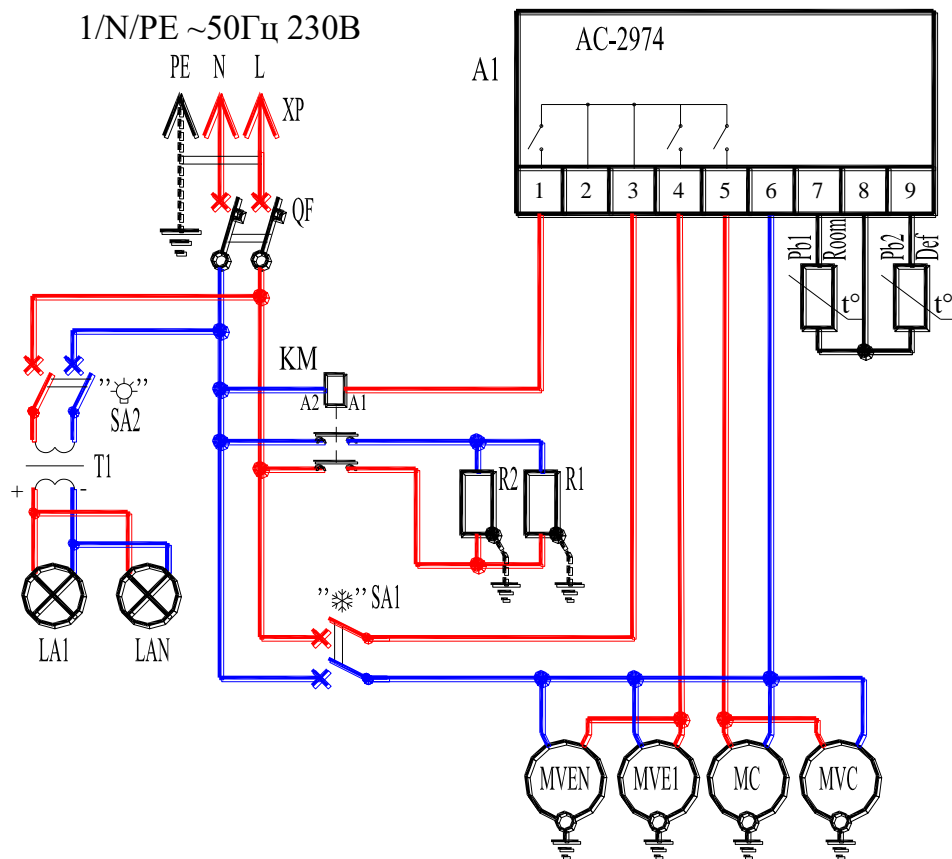 1/N/PE ~50Гц 230В
PE N L
XP
QF
A1
AC-2974
1 2 3 4 5 6 7 8 9
Pb1 Room
Pb2 Def
t° t°
KM
A2 A1
" "
SA2
T1
+ -
R2 R1
LA1 LAN
" " SA1
MVEN MVE1 MC MVC